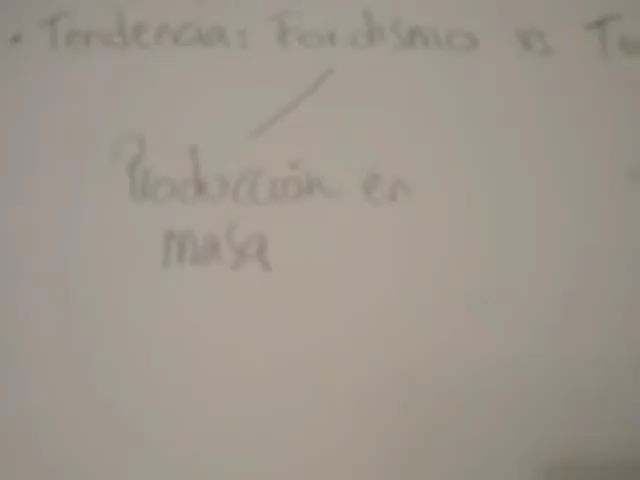 • Tendencia: Fordismo vs
Producción en
masa